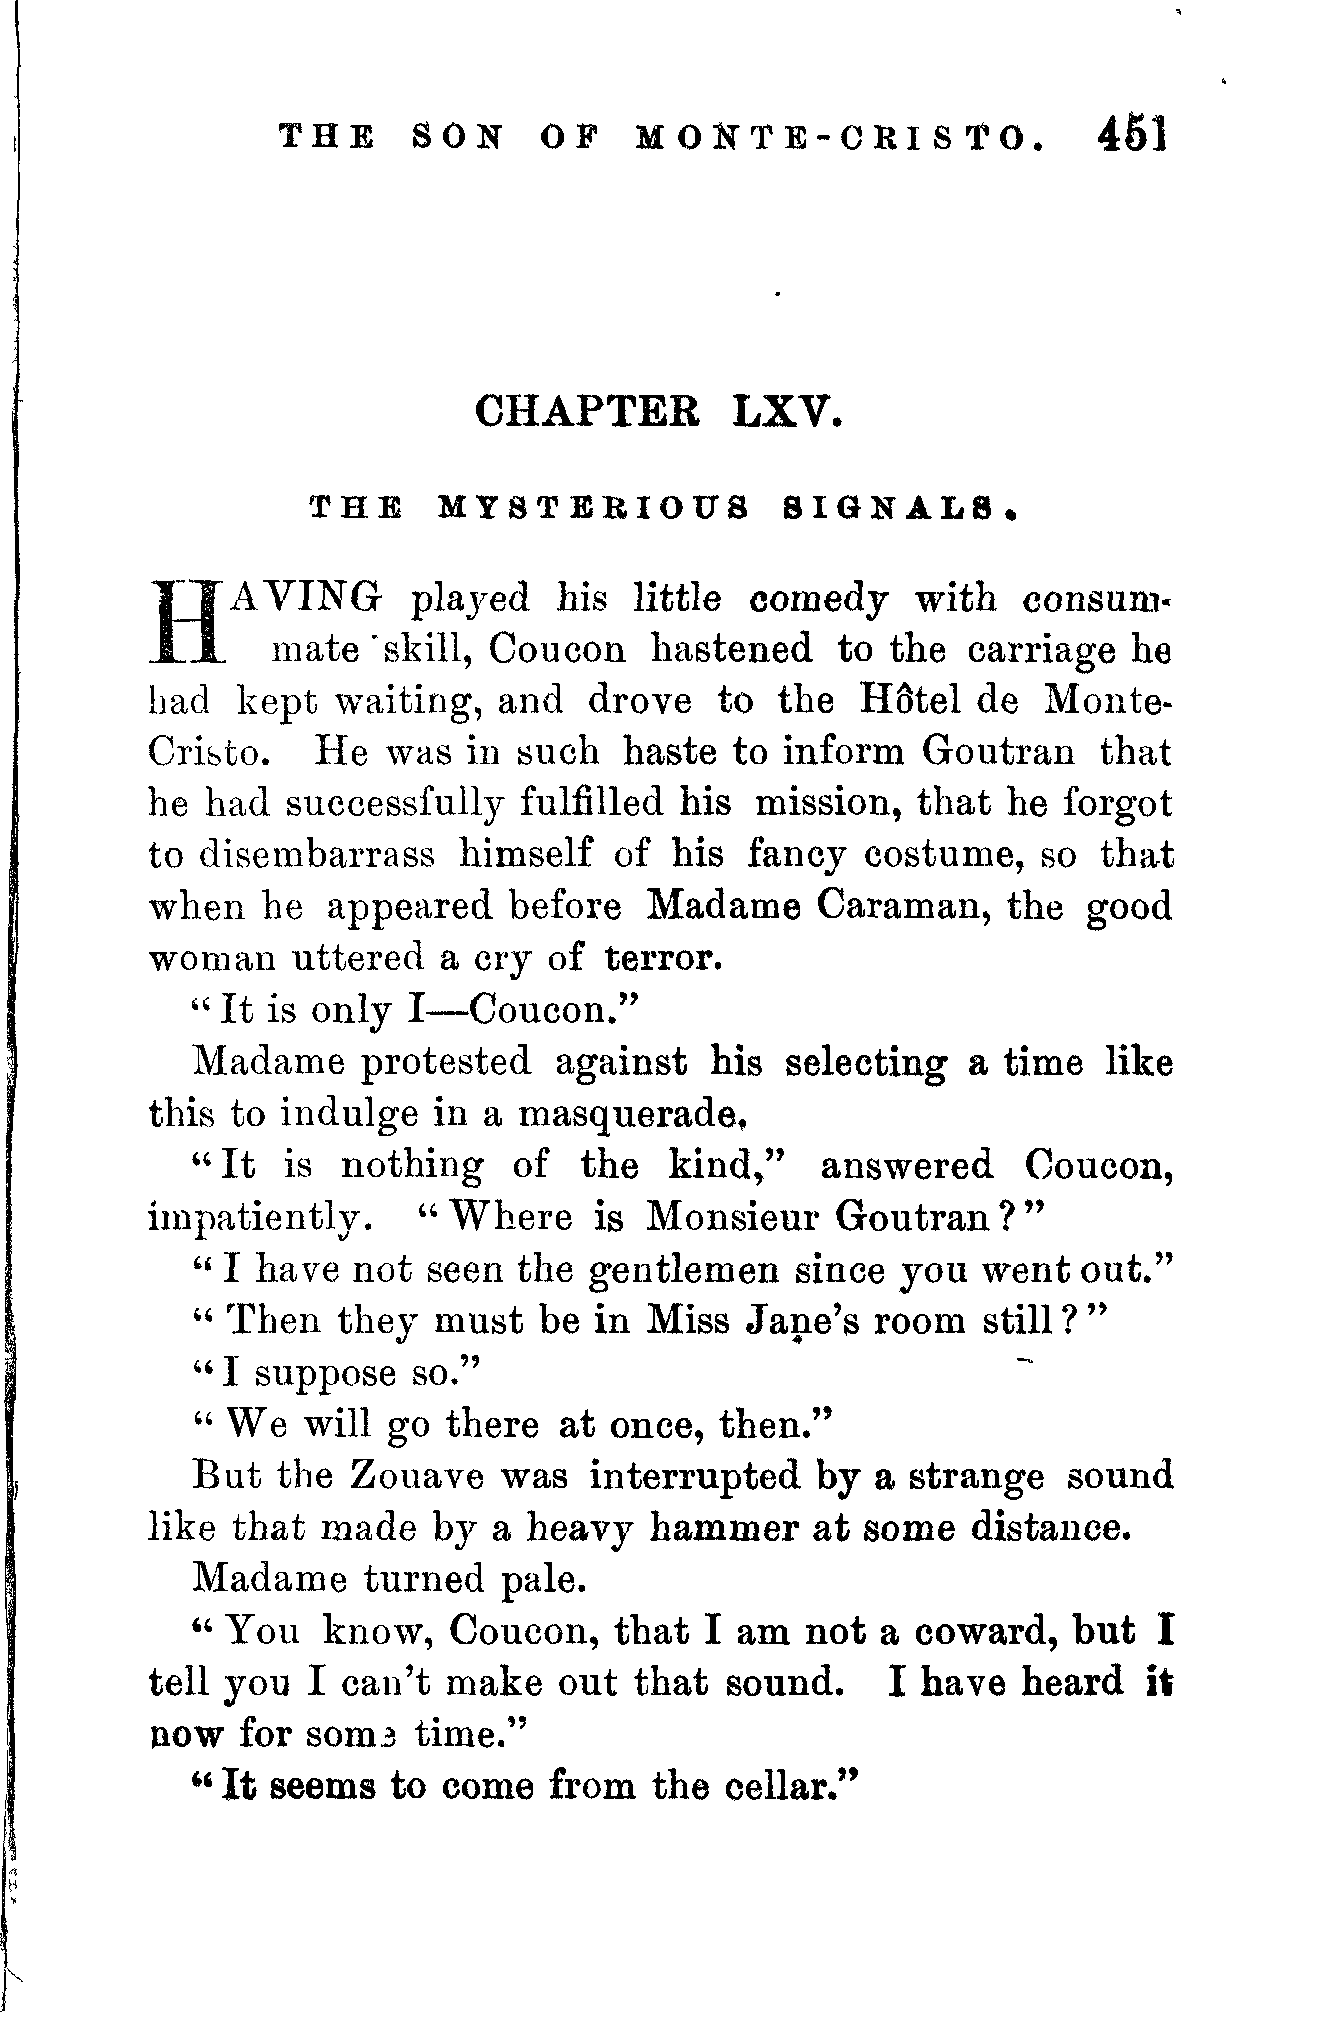 THE SON OF MONTE-CRISTO. 451
CHAPTER LXV.
THE MYSTERIOUS SIGNALS.
HAVING played his little comedy with consum-
mate skill, Coucon hastened to the carriage he
had kept waiting, and drove to the Hôtel de Monte-
Cristo. He was in such haste to inform Goutran that
he had successfully fulfilled his mission, that he forgot
to disembarrass himself of his fancy costume, so that
when he appeared before Madame Caraman, the good
woman uttered a cry of terror.
“It is only I—Coucon.”
Madame protested against his selecting a time like
this to indulge in a masquerade.
“It is nothing of the kind,” answered Coucon,
impatiently. “Where is Monsieur Goutran?”
“I have not seen the gentlemen since you went out.”
“Then they must be in Miss Jane’s room still?”
“I suppose so.”
“We will go there at once, then.”
But the Zouave was interrupted by a strange sound
like that made by a heavy hammer at some distance.
Madame turned pale.
“You know, Coucon, that I am not a coward, but I
tell you I can’t make out that sound. I have heard it
now for some time.”
“It seems to come from the cellar.”